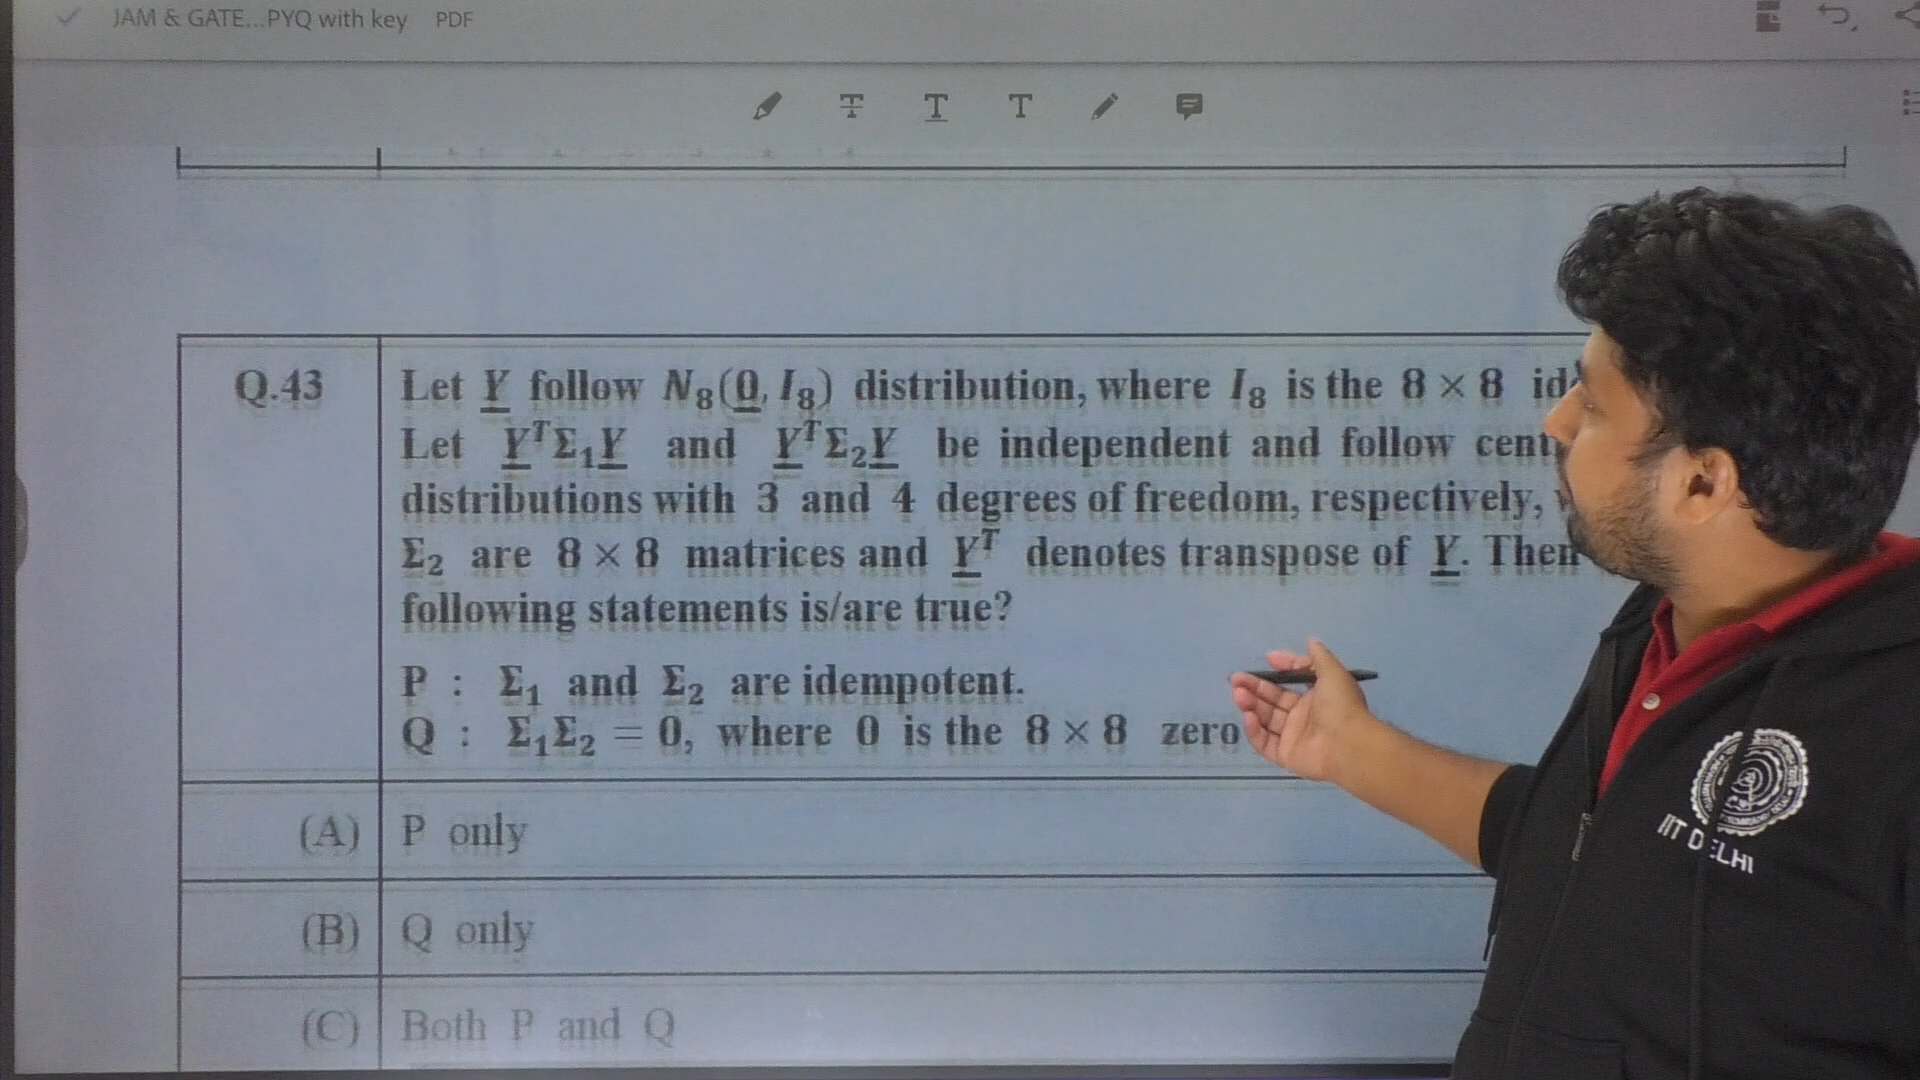 JAM & GATE...PYQ with key PDF
Q.43 Let Y follow N₈(0, I₈) distribution, where I₈ is the 8 × 8
Let YᵀΣ₁Y and YᵀΣ₂Y be independent and follow
distributions with 3 and 4 degrees of freedom, respectively,
Σ₂ are 8 × 8 matrices and Yᵀ denotes transpose of Y. Then
following statements is/are true?
P : Σ₁ and Σ₂ are idempotent.
Q : Σ₁Σ₂ = 0, where 0 is the 8 × 8 zero
(A) P only
(B) Q only
(C) Both P and Q
IIT DELHI